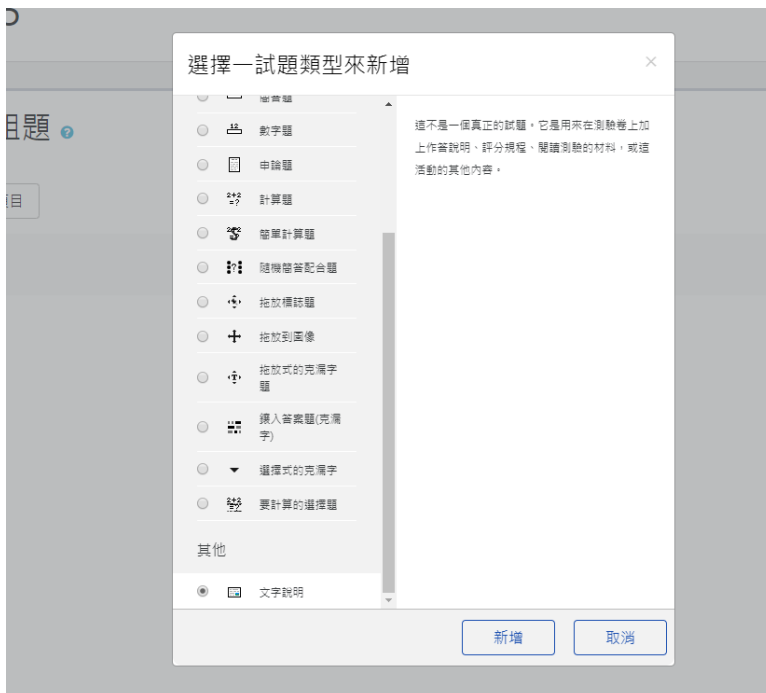 選擇一試題類型來新增
×
簡答題
數字題
申論題
計算題
簡單計算題
隨機簡答配合題
拖放標誌題
拖放到圖像
拖放式的克漏字
題
鑲入答案題(克漏
字)
選擇式的克漏字
要計算的選擇題
其他
文字說明
這不是一個真正的試題。它是用來在測驗卷上加
上作答說明、評分規程、閱讀測驗的材料，或這
活動的其他內容。
新增
取消
組題
項目